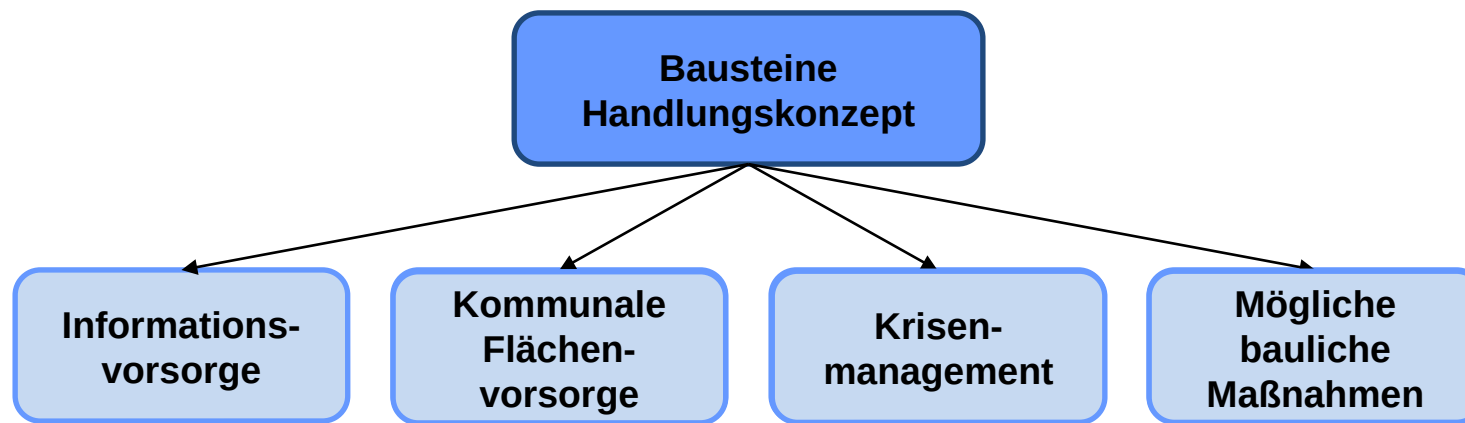 Bausteine
Handlungskonzept
Informations-
vorsorge
Kommunale
Flächen-
vorsorge
Krisen-
management
Mögliche
bauliche
Maßnahmen